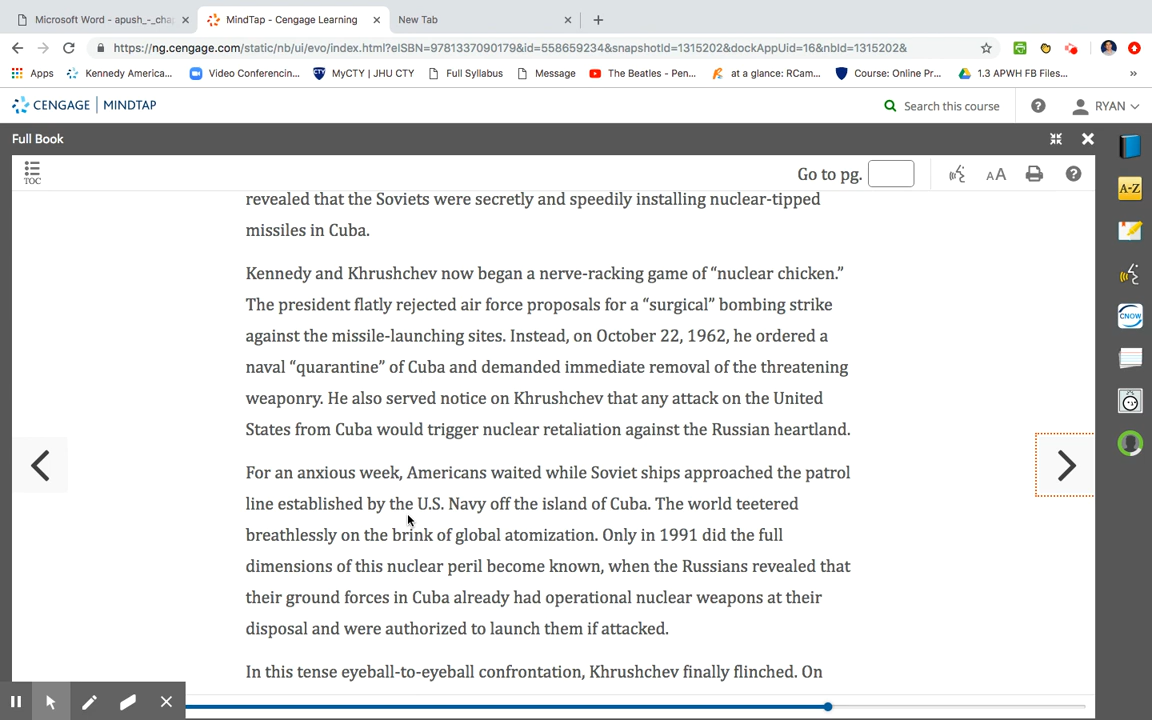 Microsoft Word - apush_-_cha
MindTap - Cengage Learning
New Tab
https://ng.cengage.com/static/nb/ui/evo/index.html?eISBN=9781337090179&id=558659234&snapshotId=1315202&dockAppUid=16&nbId=1315202&
Apps
Kennedy America...
Video Conferencin...
CTY
MyCTY | JHU CTY
Full Syllabus
Message
The Beatles - Pen...
at a glance: RCam...
Course: Online Pr...
1.3 APWH FB Files...
»
CENGAGE | MINDTAP
Search this course
RYAN
Full Book
TOC
Go to pg.
AA
A-Z
CNOW
revealed that the Soviets were secretly and speedily installing nuclear-tipped
missiles in Cuba.
Kennedy and Khrushchev now began a nerve-racking game of “nuclear chicken.”
The president flatly rejected air force proposals for a “surgical” bombing strike
against the missile-launching sites. Instead, on October 22, 1962, he ordered a
naval “quarantine” of Cuba and demanded immediate removal of the threatening
weaponry. He also served notice on Khrushchev that any attack on the United
States from Cuba would trigger nuclear retaliation against the Russian heartland.
For an anxious week, Americans waited while Soviet ships approached the patrol
line established by the U.S. Navy off the island of Cuba. The world teetered
breathlessly on the brink of global atomization. Only in 1991 did the full
dimensions of this nuclear peril become known, when the Russians revealed that
their ground forces in Cuba already had operational nuclear weapons at their
disposal and were authorized to launch them if attacked.
In this tense eyeball-to-eyeball confrontation, Khrushchev finally flinched. On